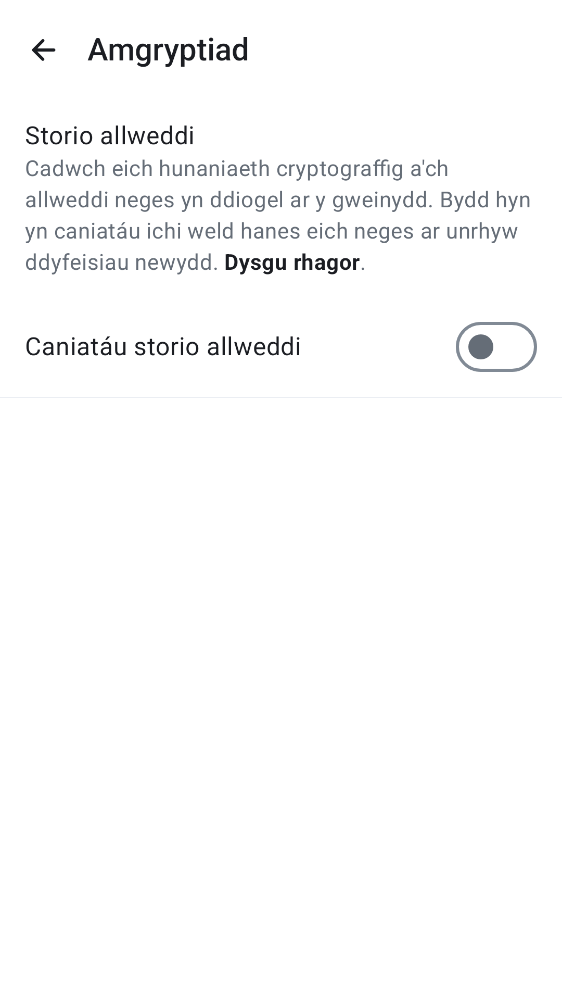 Amgryptiad
Storio allweddi
Cadwch eich hunaniaeth cryptograffig a'ch
allweddi neges yn ddiogel ar y gweinydd. Bydd hyn
yn caniatáu ichi weld hanes eich neges ar unrhyw
ddyfeisiau newydd. Dysgu rhagor.
Caniatáu storio allweddi